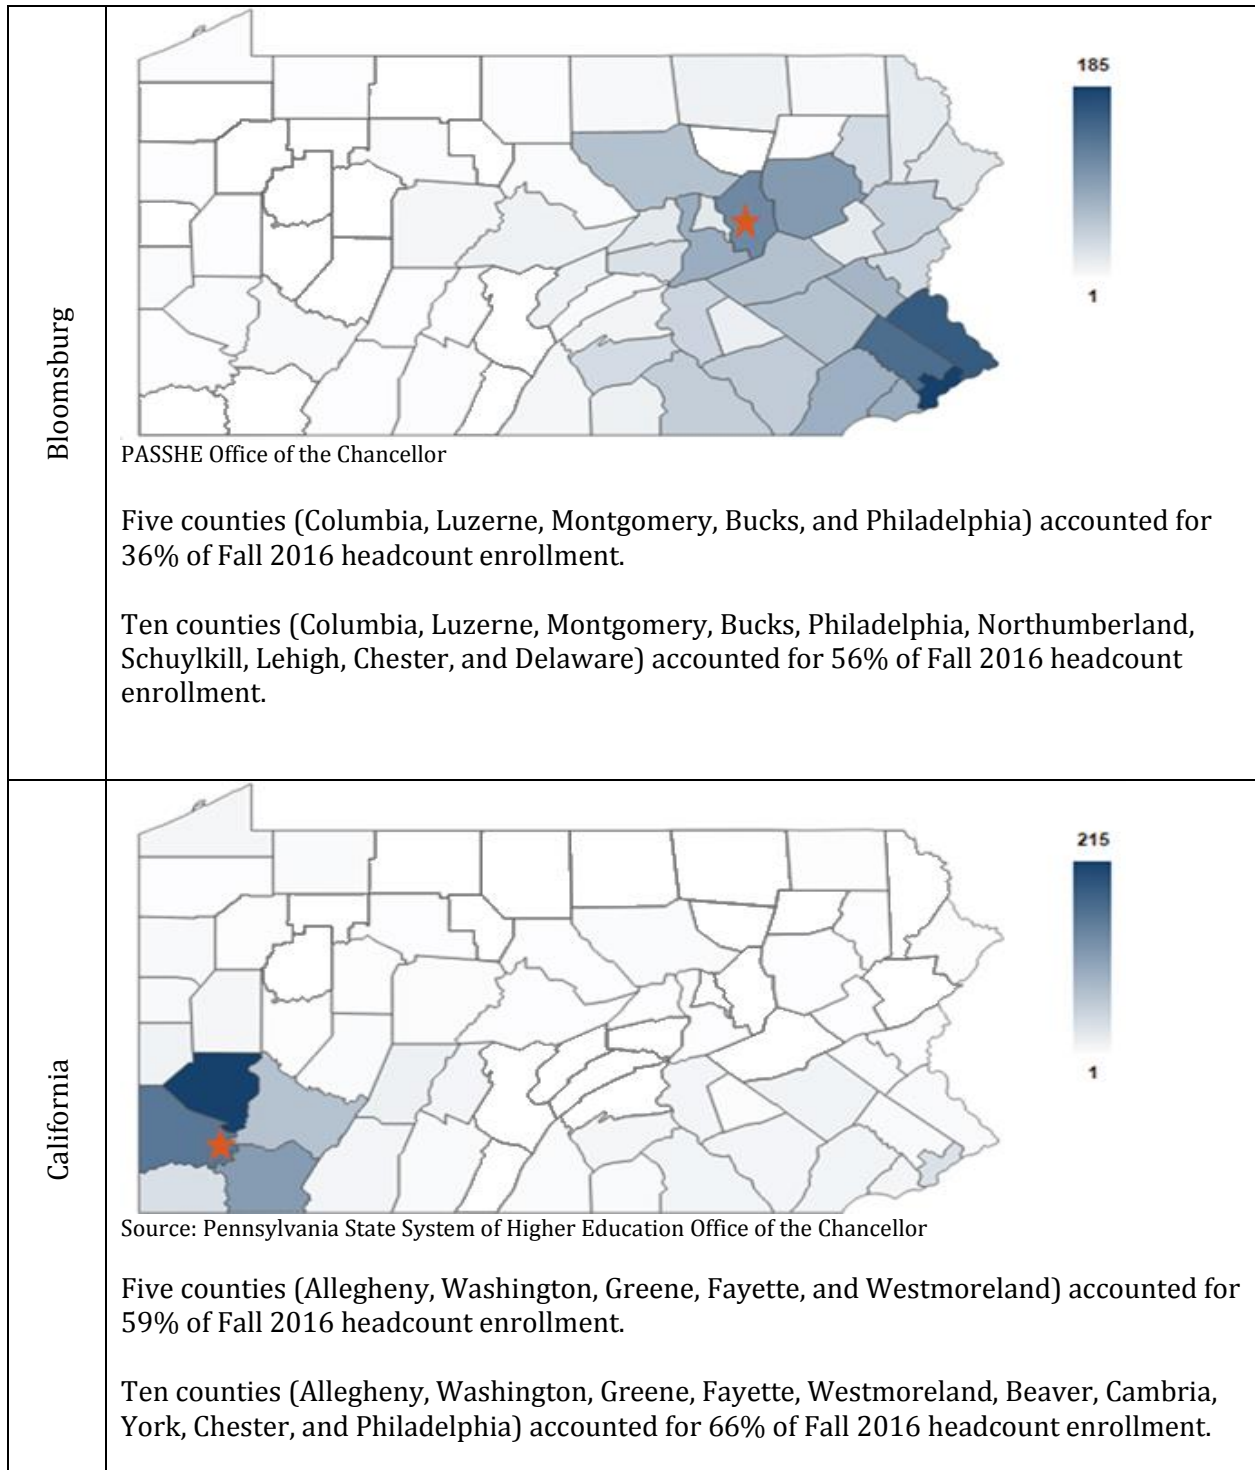 Bloomsburg
185
1
PASSHE Office of the Chancellor
Five counties (Columbia, Luzerne, Montgomery, Bucks, and Philadelphia) accounted for
36% of Fall 2016 headcount enrollment.
Ten counties (Columbia, Luzerne, Montgomery, Bucks, Philadelphia, Northumberland,
Schuylkill, Lehigh, Chester, and Delaware) accounted for 56% of Fall 2016 headcount
enrollment.
California
215
1
Source: Pennsylvania State System of Higher Education Office of the Chancellor
Five counties (Allegheny, Washington, Greene, Fayette, and Westmoreland) accounted for
59% of Fall 2016 headcount enrollment.
Ten counties (Allegheny, Washington, Greene, Fayette, Westmoreland, Beaver, Cambria,
York, Chester, and Philadelphia) accounted for 66% of Fall 2016 headcount enrollment.